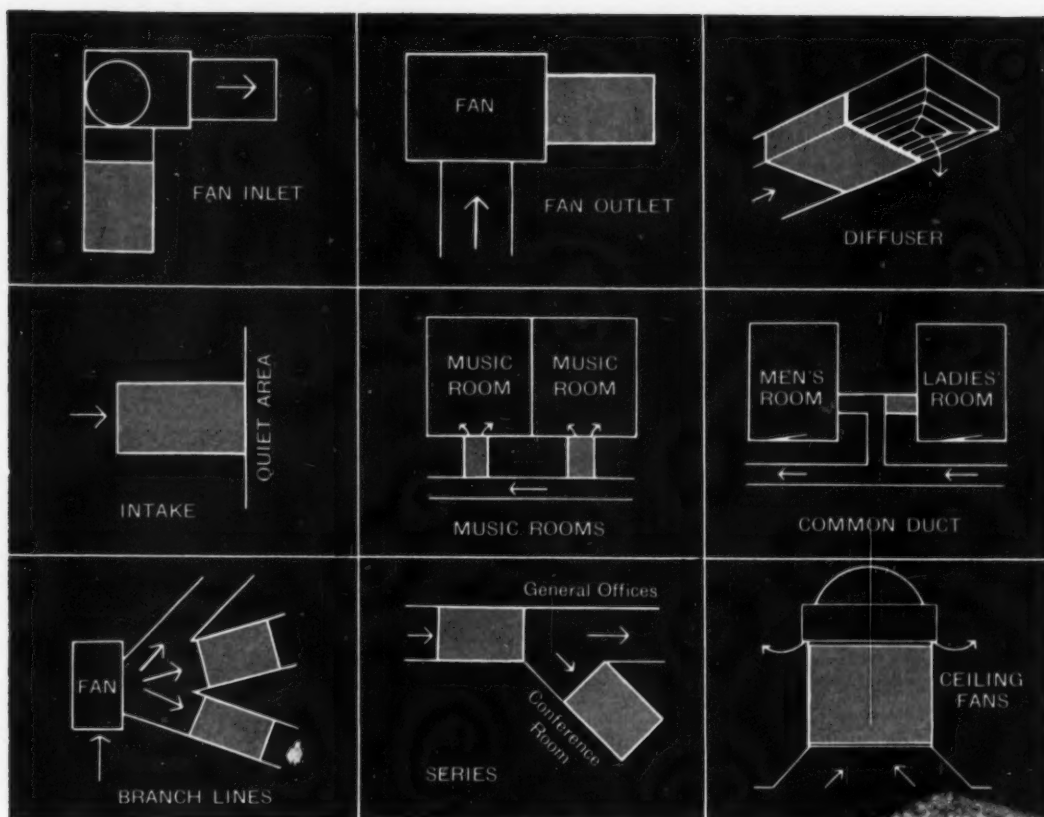 FAN INLET
FAN
FAN OUTLET
DIFFUSER
QUIET AREA
INTAKE
MUSIC
ROOM
MUSIC
ROOM
MUSIC ROOMS
MEN'S
ROOM
LADIES'
ROOM
COMMON DUCT
FAN
BRANCH LINES
General Offices
Conference
Room
SERIES
CEILING
FANS